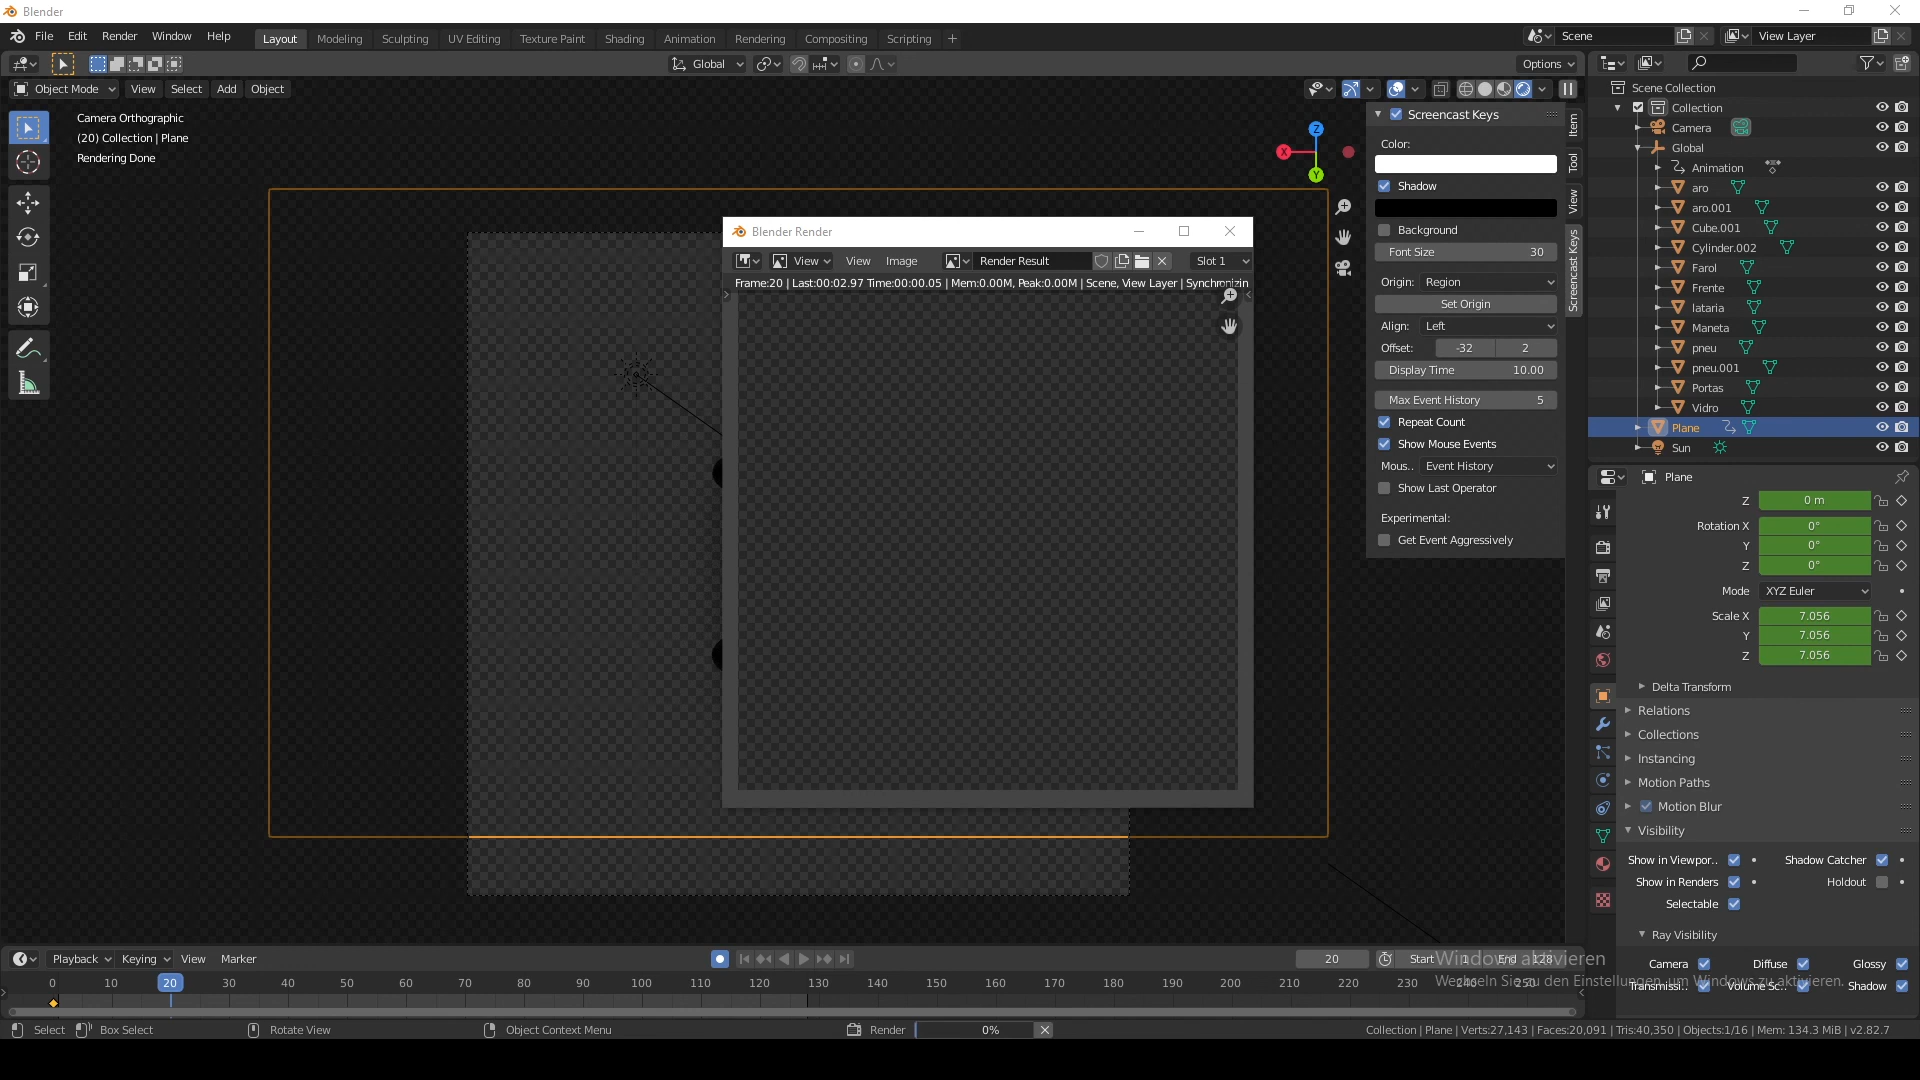 Blender
File Edit Render Window Help Layout Modeling Sculpting UV Editing Texture Paint Shading Animation Rendering Compositing Scripting + Scene View Layer
Global Options
Object Mode View Select Add Object
Camera Orthographic
(20) Collection | Plane
Rendering Done
Z
X
Y
Blender Render
View View Image Render Result Slot 1
Frame:20 | Last:00:02.97 Time:00:00.05 | Mem:0.00M, Peak:0.00M | Scene, View Layer | Synchronizin
Screencast Keys
Color:
Shadow
Background
Font Size 30
Origin: Region
Set Origin
Align: Left
Offset: -32 2
Display Time 10.00
Max Event History 5
Repeat Count
Show Mouse Events
Mous.. Event History
Show Last Operator
Experimental:
Get Event Aggressively
Item
Tool
View
Screencast Keys
Scene Collection
Collection
Camera
Global
Animation
aro
aro.001
Cube.001
Cylinder.002
Farol
Frente
lataria
Maneta
pneu
pneu.001
Portas
Vidro
Plane
Sun
Plane
Z 0 m
Rotation X 0°
Y 0°
Z 0°
Mode XYZ Euler
Scale X 7.056
Y 7.056
Z 7.056
Delta Transform
Relations
Collections
Instancing
Motion Paths
Motion Blur
Visibility
Show in Viewpor.. Shadow Catcher
Show in Renders Holdout
Selectable
Ray Visibility
Camera Diffuse Glossy
Transmissi.. Volume Sc.. Shadow
Playback Keying View Marker 20 Start 1 End 128
0 10 20 30 40 50 60 70 80 90 100 110 120 130 140 150 160 170 180 190 200 210 220 230 240 250
Windows aktivieren
Wechseln Sie zu den Einstellungen, um Windows zu aktivieren.
Select Box Select Rotate View Object Context Menu Render 0% Collection | Plane | Verts:27,143 | Faces:20,091 | Tris:40,350 | Objects:1/16 | Mem: 134.3 MiB | v2.82.7